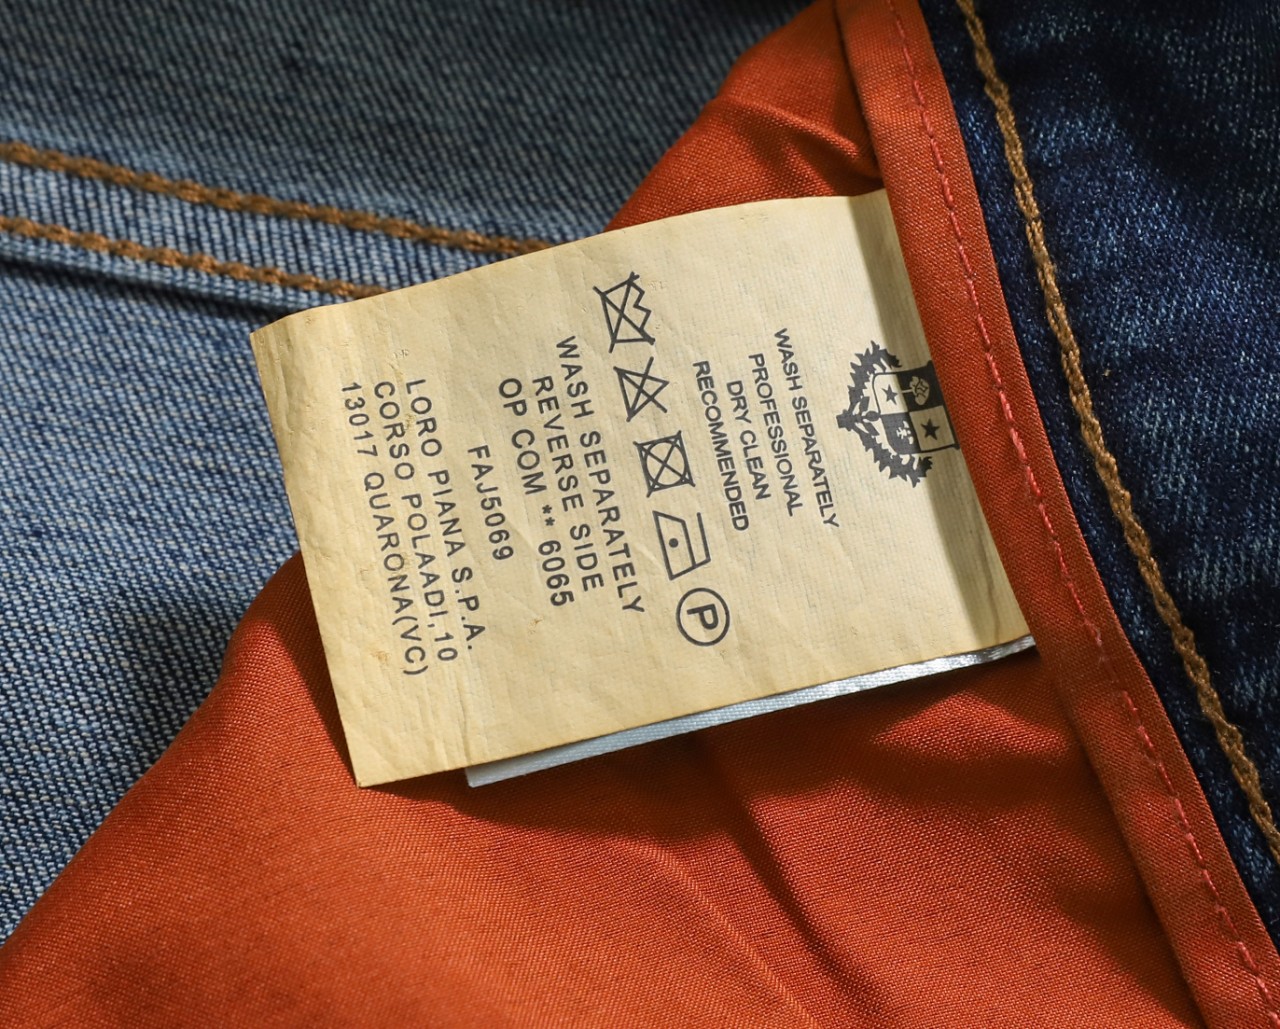 WASH SEPARATELY
PROFESSIONAL
DRY CLEAN
RECOMMENDED
P
WASH SEPARATELY
REVERSE SIDE
OP COM ** 6065
FAJ5069
LORO PIANA S.P.A.
CORSO POLAADI,10
13017 QUARONA(VC)